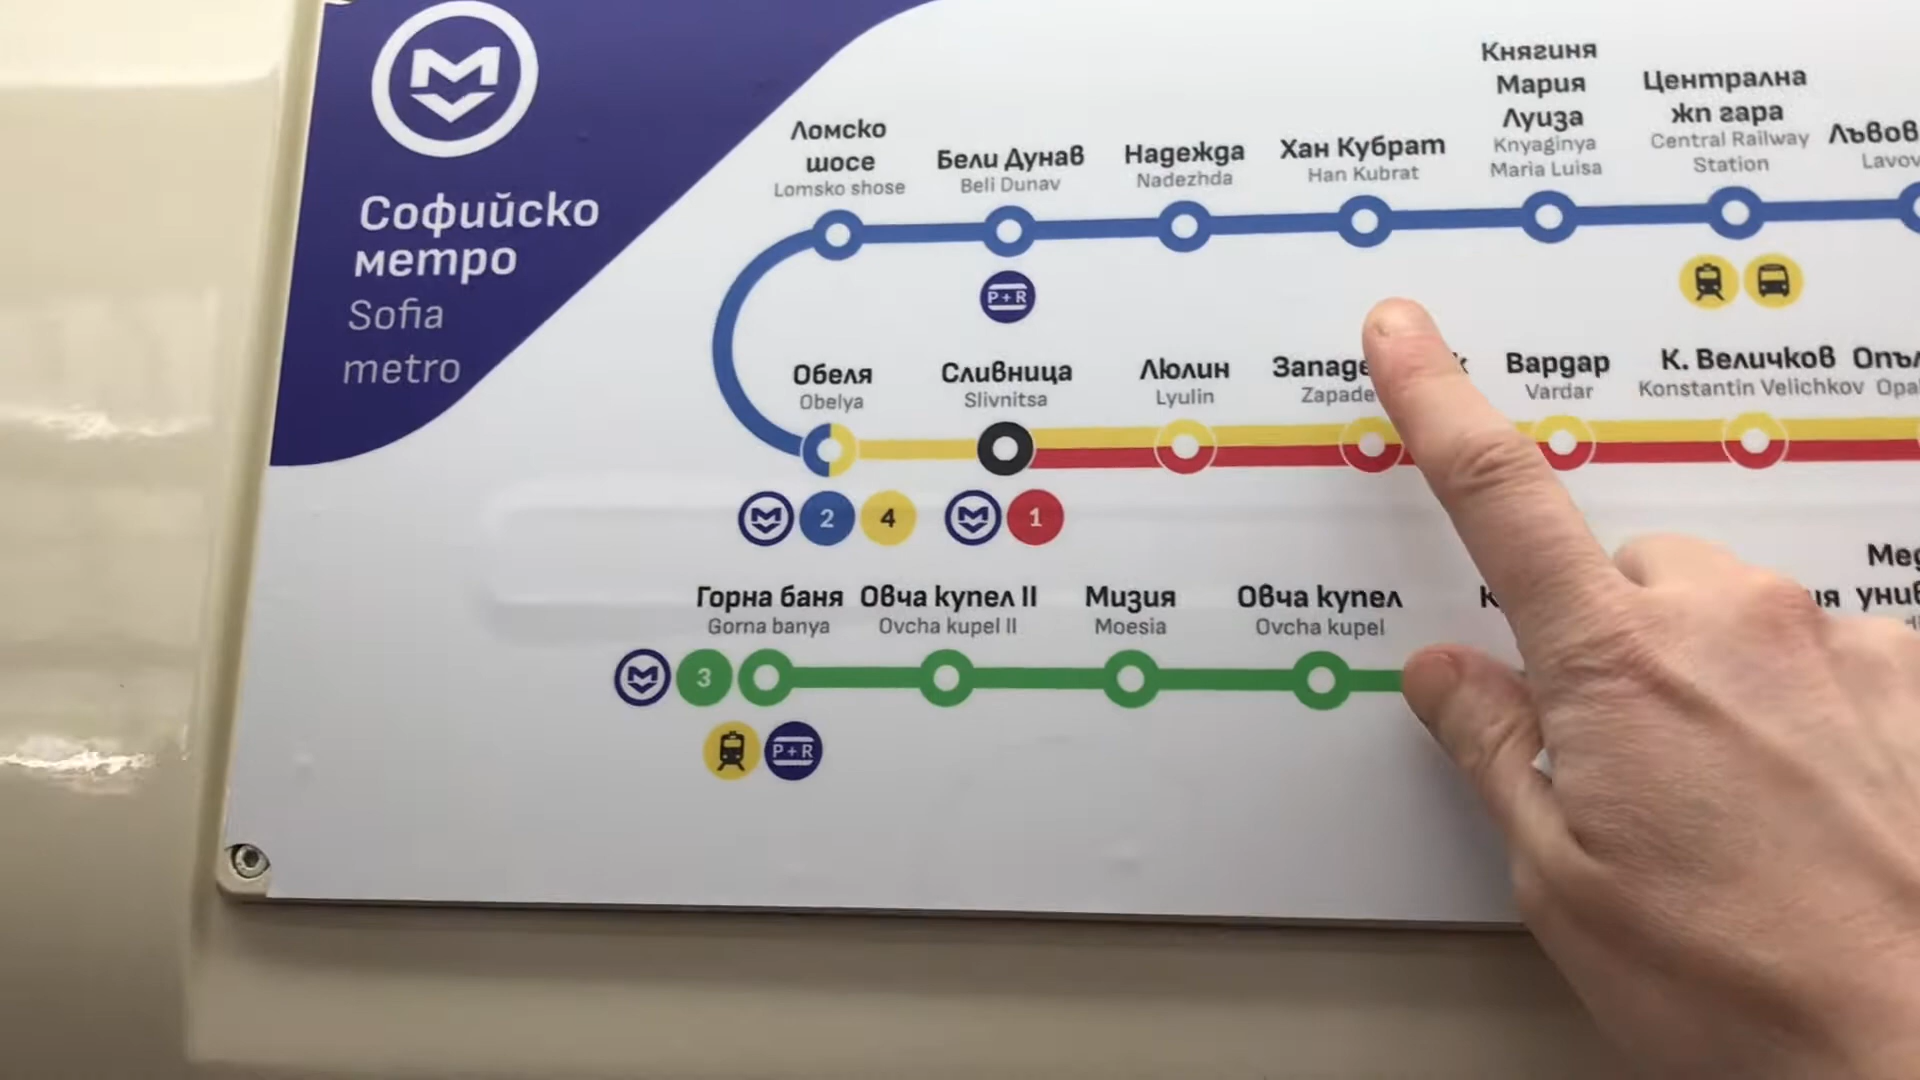 Софийско
метро
Sofia
metro
Ломско
шосе
Lomsko shose
Бели Дунав
Beli Dunav
P+R
Надежда
Nadezhda
Хан Кубрат
Han Kubrat
Княгиня
Мария
Луиза
Knyaginya
Maria Luisa
Централна
жп гара
Central Railway
Station
Обеля
Obelya
2 4
Сливница
Slivnitsa
1
Люлин
Lyulin
Вардар
Vardar
К. Величков
Konstantin Velichkov
Горна баня
Gorna banya
3
P+R
Овча купел II
Ovcha kupel II
Мизия
Moesia
Овча купел
Ovcha kupel